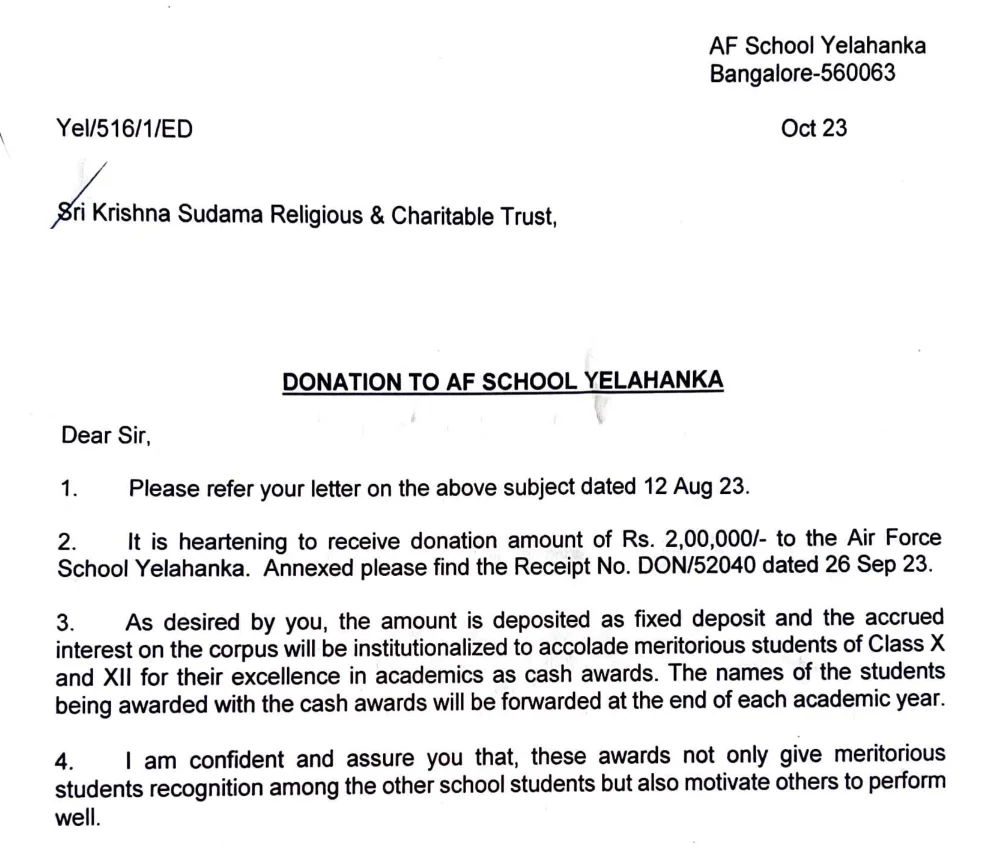 AF School Yelahanka
Bangalore-560063
Yel/516/1/ED
Oct 23
Sri Krishna Sudama Religious & Charitable Trust,
DONATION TO AF SCHOOL YELAHANKA
Dear Sir,
1. Please refer your letter on the above subject dated 12 Aug 23.
2. It is heartening to receive donation amount of Rs. 2,00,000/- to the Air Force
School Yelahanka. Annexed please find the Receipt No. DON/52040 dated 26 Sep 23.
3. As desired by you, the amount is deposited as fixed deposit and the accrued
interest on the corpus will be institutionalized to accolade meritorious students of Class X
and XII for their excellence in academics as cash awards. The names of the students
being awarded with the cash awards will be forwarded at the end of each academic year.
4. I am confident and assure you that, these awards not only give meritorious
students recognition among the other school students but also motivate others to perform
well.